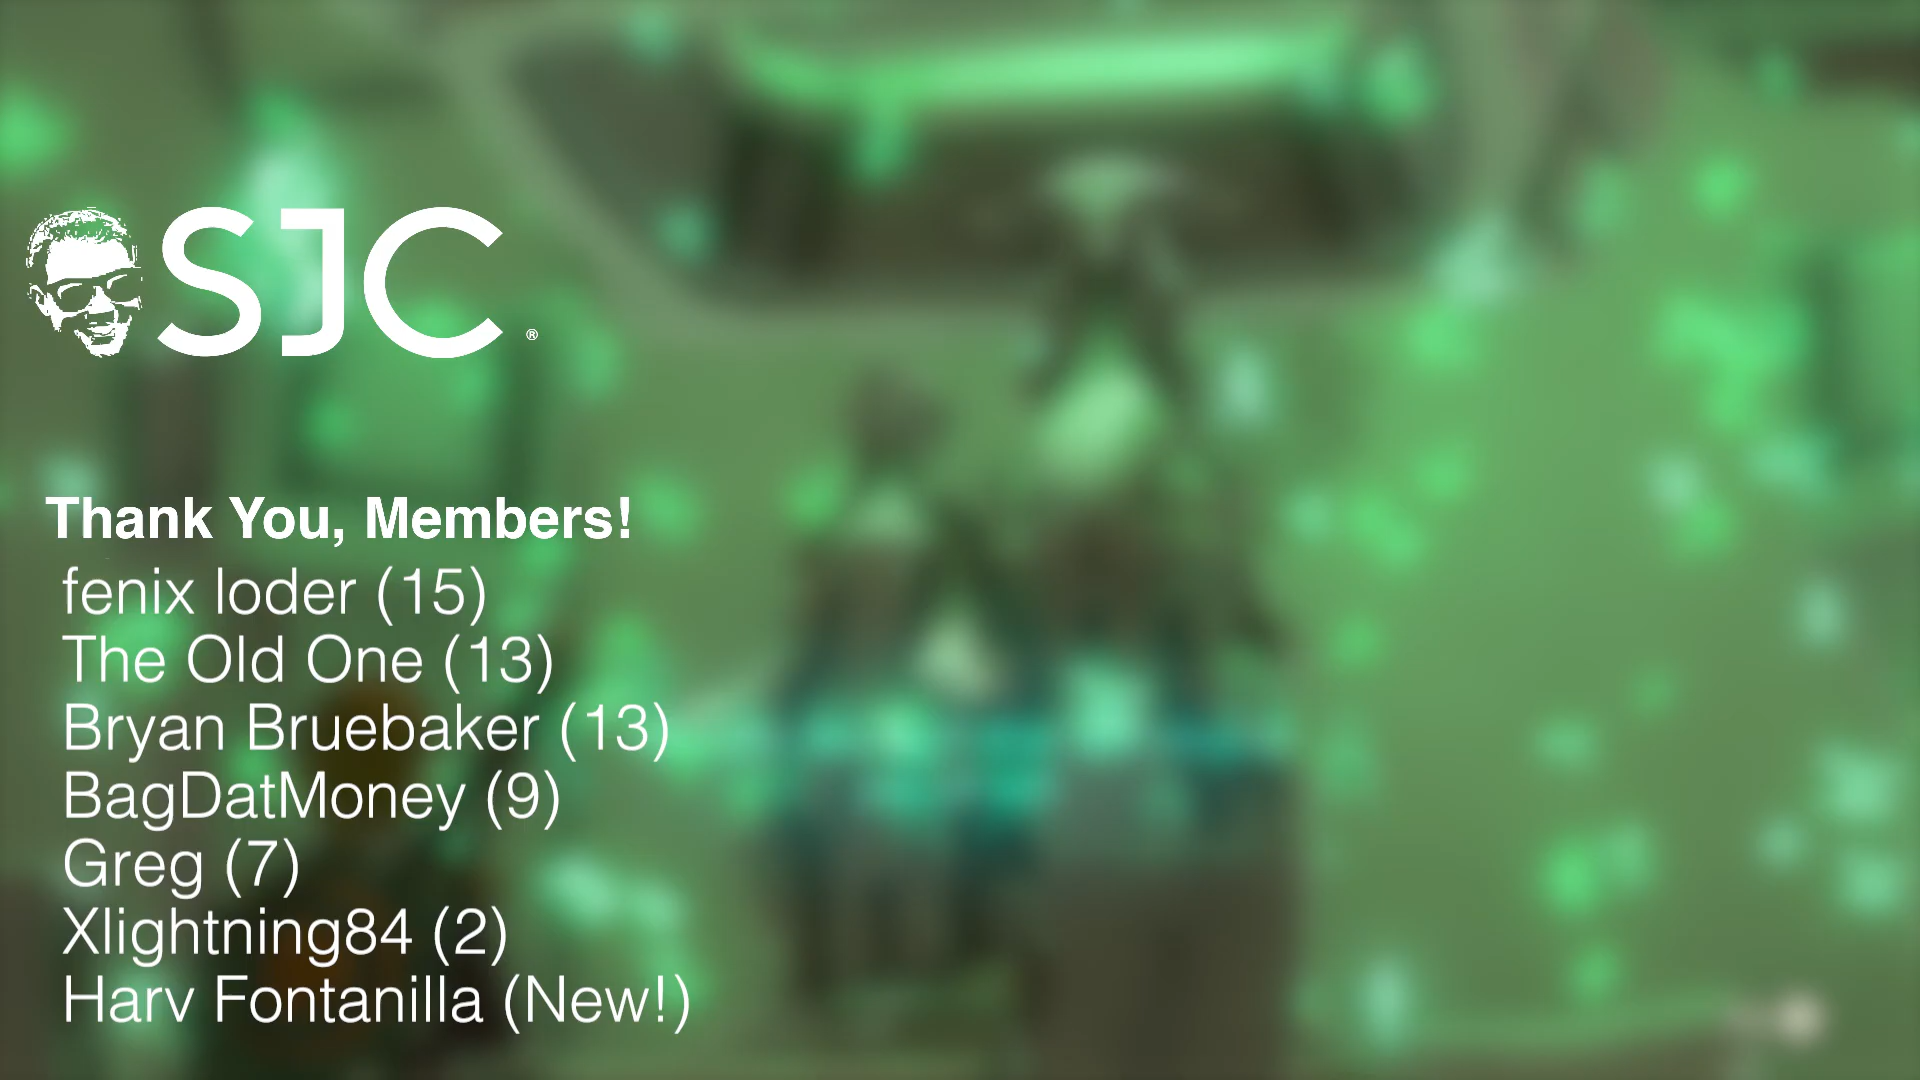 SJC®
Thank You, Members!
fenix loder (15)
The Old One (13)
Bryan Bruebaker (13)
BagDatMoney (9)
Greg (7)
Xlightning84 (2)
Harv Fontanilla (New!)